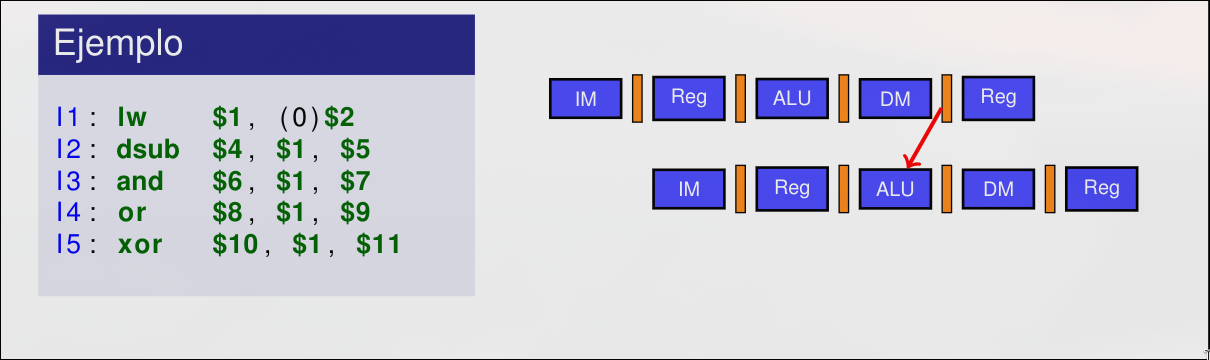 Ejemplo
I1: lw $1, (0)$2
I2: dsub $4, $1, $5
I3: and $6, $1, $7
I4: or $8, $1, $9
I5: xor $10, $1, $11
IM Reg ALU DM Reg
IM Reg ALU DM Reg